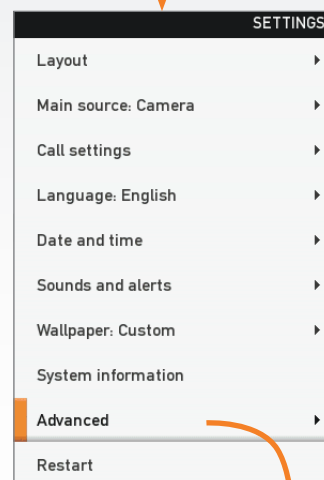 SETTINGS
Layout
Main source: Camera
Call settings
Language: English
Date and time
Sounds and alerts
Wallpaper: Custom
System information
Advanced
Restart